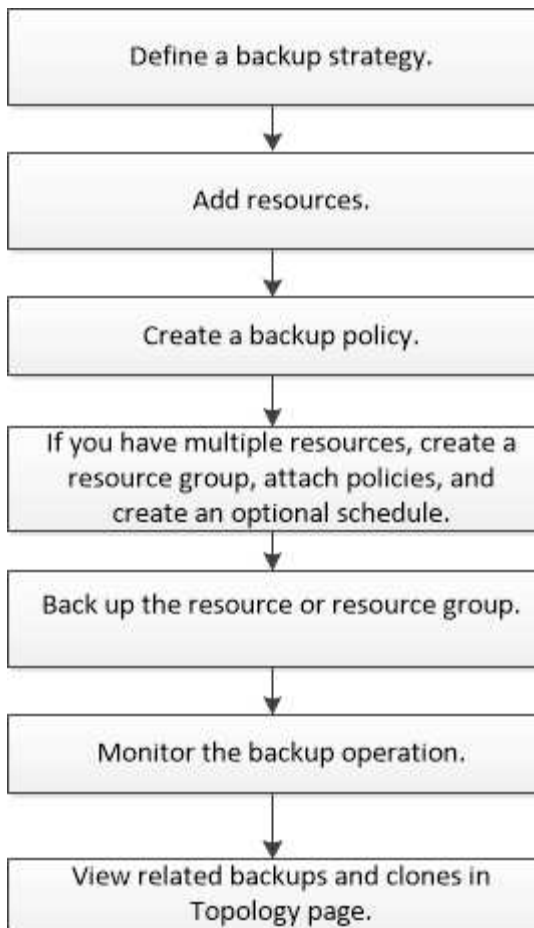 Define a backup strategy.
Add resources.
Create a backup policy.
If you have multiple resources, create a
resource group, attach policies, and
create an optional schedule.
Back up the resource or resource group.
Monitor the backup operation.
View related backups and clones in
Topology page.